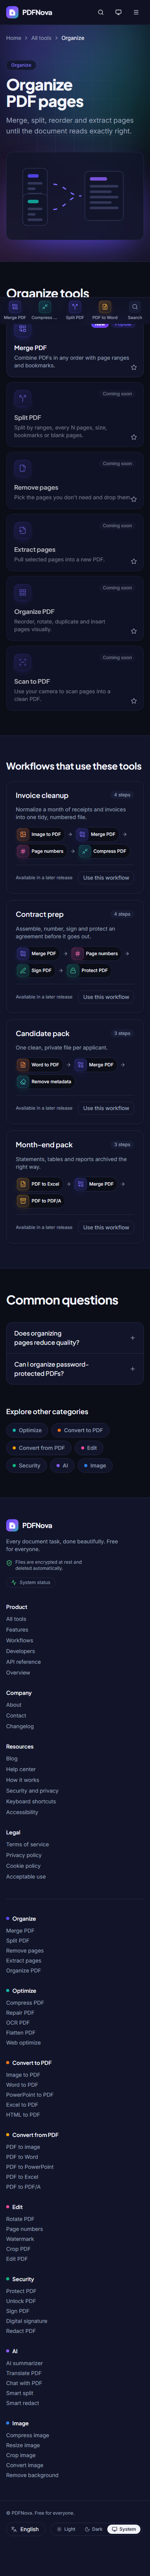 PDFNova
Home > All tools > Organize
Organize
Organize
PDF pages
Merge, split, reorder and extract pages
until the document reads exactly right.
Organize tools
Merge PDF
Compress ...
Split PDF
PDF to Word
Search
Merge PDF
Combine PDFs in any order with page ranges
and bookmarks.
Coming soon
Split PDF
Split by ranges, every N pages, size,
bookmarks or blank pages.
Coming soon
Remove pages
Pick the pages you don't need and drop them.
Coming soon
Extract pages
Pull selected pages into a new PDF.
Coming soon
Organize PDF
Reorder, rotate, duplicate and insert
pages visually.
Coming soon
Scan to PDF
Use your camera to scan pages into a
clean PDF.
Workflows that use these tools
Invoice cleanup
4 steps
Normalize a month of receipts and invoices
into one tidy, numbered file.
Image to PDF → Merge PDF →
Page numbers → Compress PDF
Available in a later release
Use this workflow
Contract prep
4 steps
Assemble, number, sign and protect an
agreement before it goes out.
Merge PDF → Page numbers →
Sign PDF → Protect PDF
Available in a later release
Use this workflow
Candidate pack
3 steps
One clean, private file per applicant.
Word to PDF → Merge PDF →
Remove metadata
Available in a later release
Use this workflow
Month-end pack
3 steps
Statements, tables and reports archived the
right way.
PDF to Excel → Merge PDF →
PDF to PDF/A
Available in a later release
Use this workflow
Common questions
Does organizing
pages reduce quality?
+
Can I organize password-
protected PDFs?
+
Explore other categories
Optimize
Convert to PDF
Convert from PDF
Edit
Security
AI
Image
PDFNova
Every document task, done beautifully. Free
for everyone.
Files are encrypted at rest and
deleted automatically.
System status
Product
All tools
Features
Workflows
Developers
API reference
Overview
Company
About
Contact
Changelog
Resources
Blog
Help center
How it works
Security and privacy
Keyboard shortcuts
Accessibility
Legal
Terms of service
Privacy policy
Cookie policy
Acceptable use
Organize
Merge PDF
Split PDF
Remove pages
Extract pages
Organize PDF
Optimize
Compress PDF
Repair PDF
OCR PDF
Flatten PDF
Web optimize
Convert to PDF
Image to PDF
Word to PDF
PowerPoint to PDF
Excel to PDF
HTML to PDF
Convert from PDF
PDF to image
PDF to Word
PDF to PowerPoint
PDF to Excel
PDF to PDF/A
Edit
Rotate PDF
Page numbers
Watermark
Crop PDF
Edit PDF
Security
Protect PDF
Unlock PDF
Sign PDF
Digital signature
Redact PDF
AI
AI summarizer
Translate PDF
Chat with PDF
Smart split
Smart redact
Image
Compress image
Resize image
Crop image
Convert image
Remove background
© PDFNova. Free for everyone.
English
Light
Dark
System